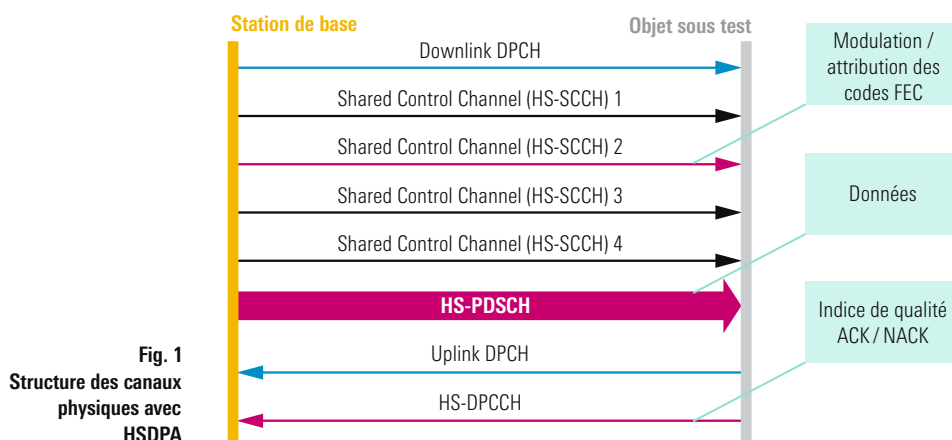 Station de base
Objet sous test
Downlink DPCH
Shared Control Channel (HS-SCCH) 1
Shared Control Channel (HS-SCCH) 2
Shared Control Channel (HS-SCCH) 3
Shared Control Channel (HS-SCCH) 4
HS-PDSCH
Uplink DPCH
HS-DPCCH
Modulation /
attribution des
codes FEC
Données
Indice de qualité
ACK / NACK
Fig. 1
Structure des canaux
physiques avec
HSDPA